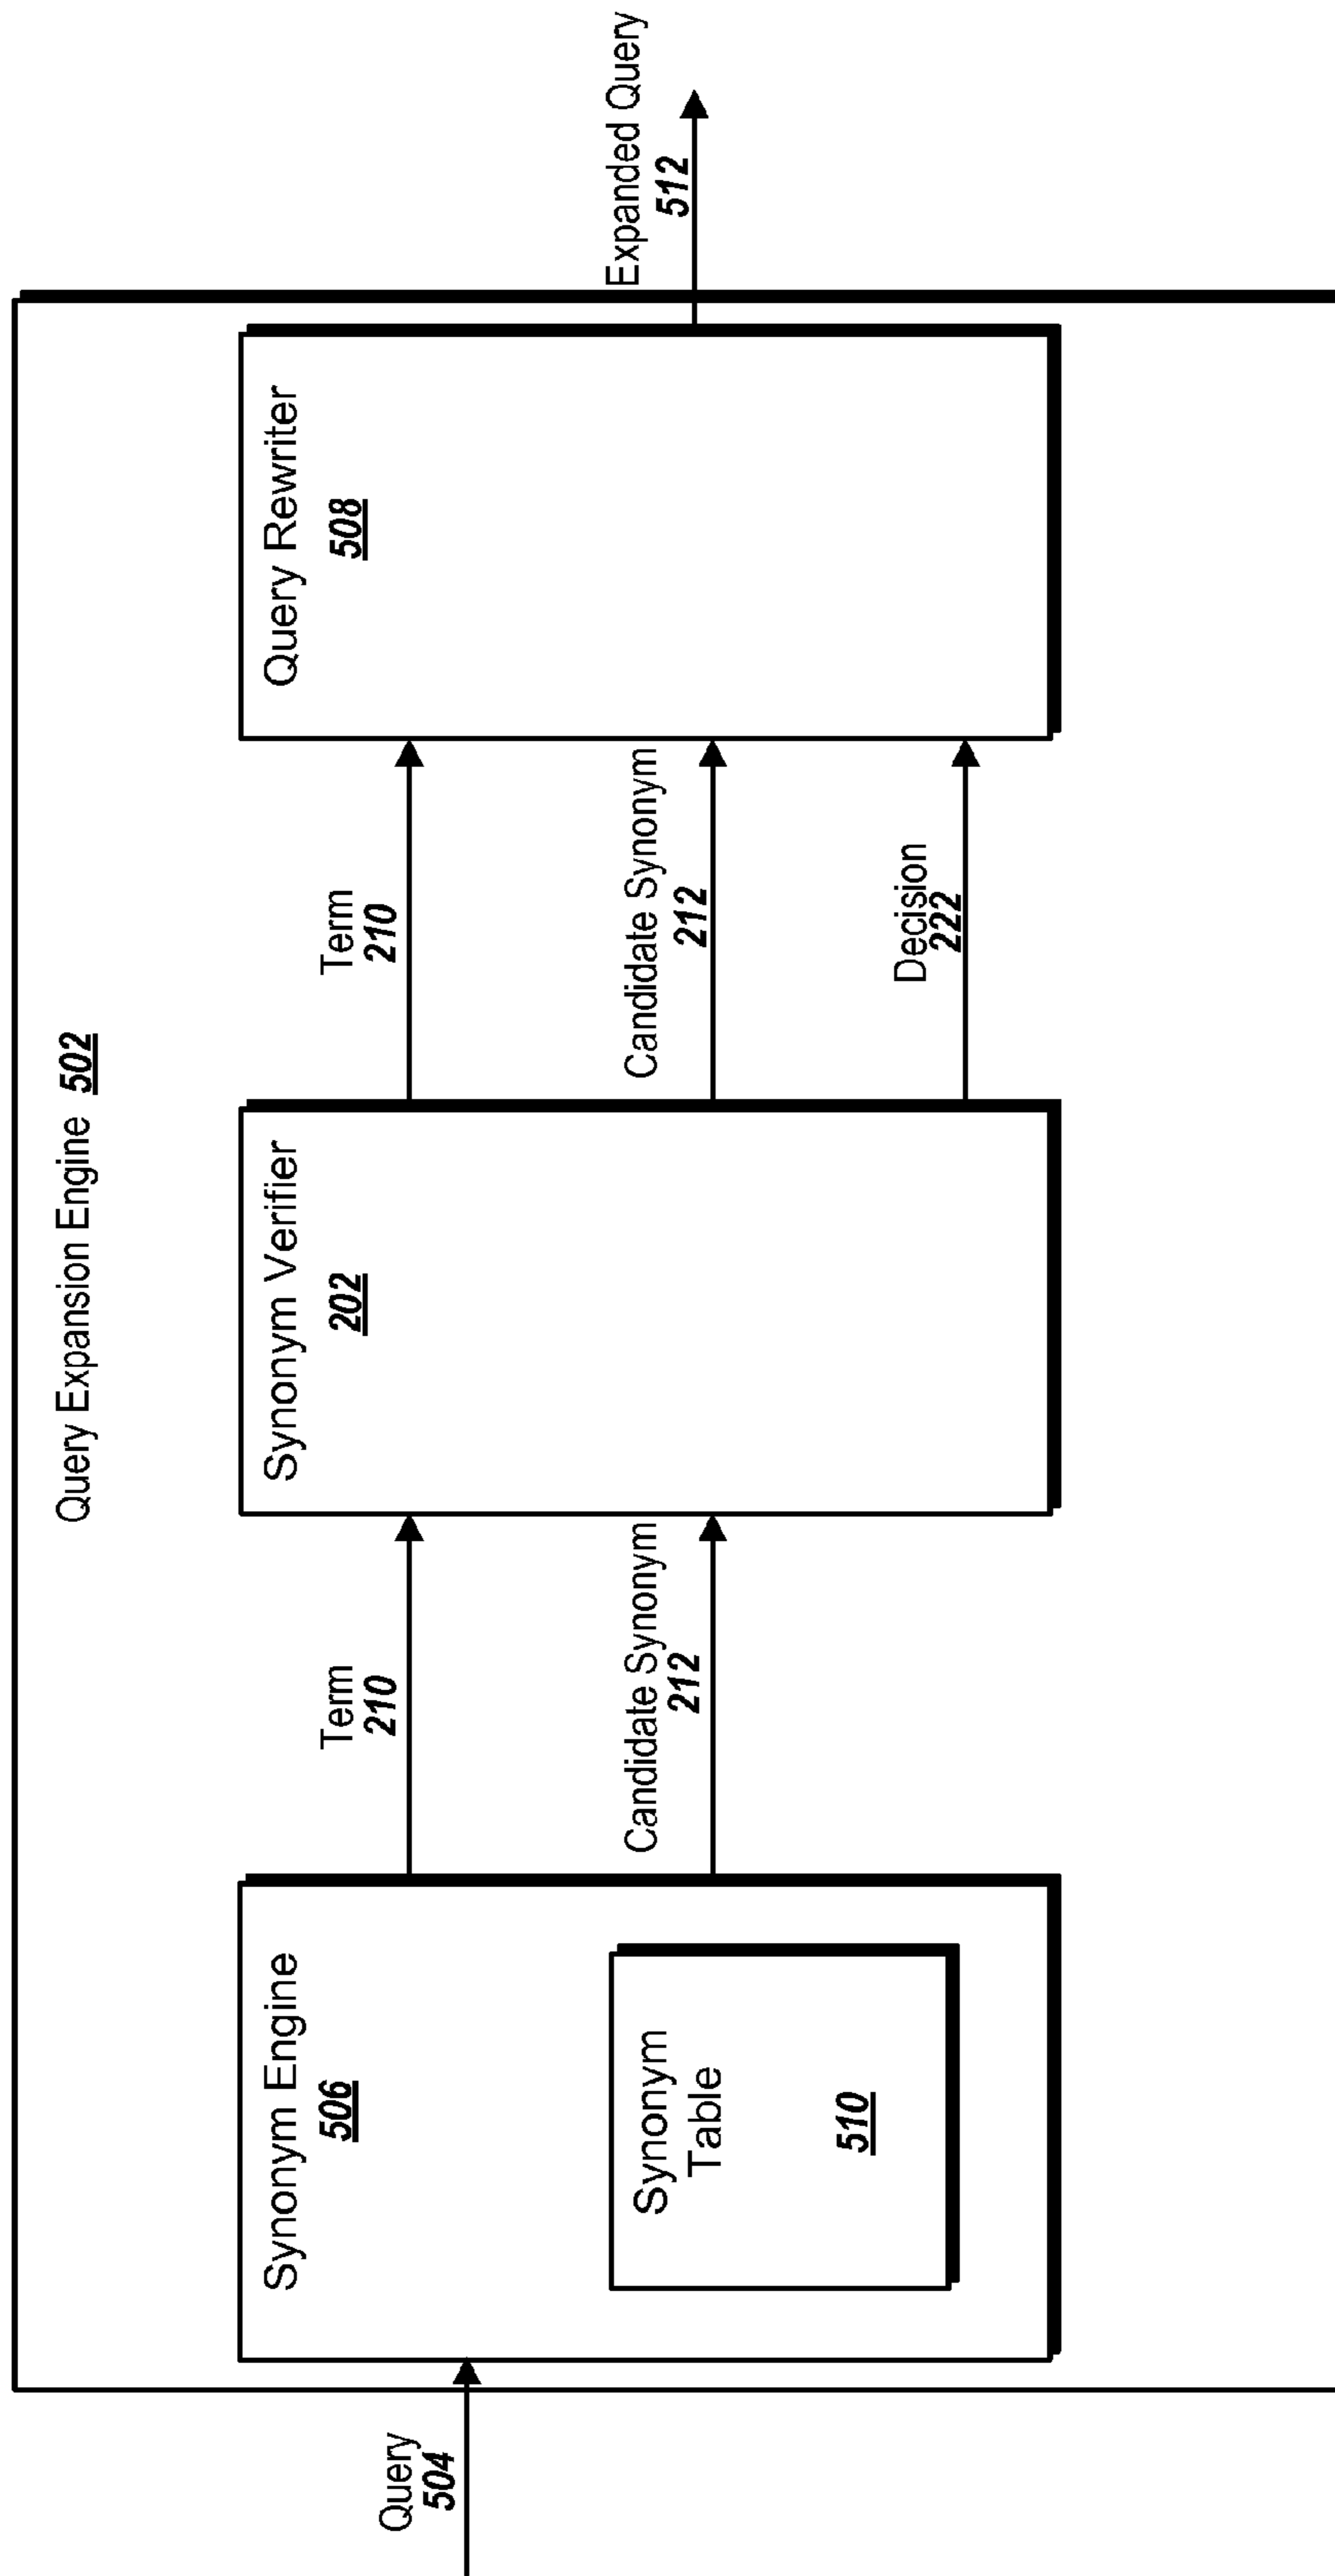 Query Expansion Engine 502
Query
504
Synonym Engine
506
Synonym
Table
510
Term
210
Candidate Synonym
212
Synonym Verifier
202
Term
210
Candidate Synonym
212
Decision
222
Query Rewriter
508
Expanded Query
512